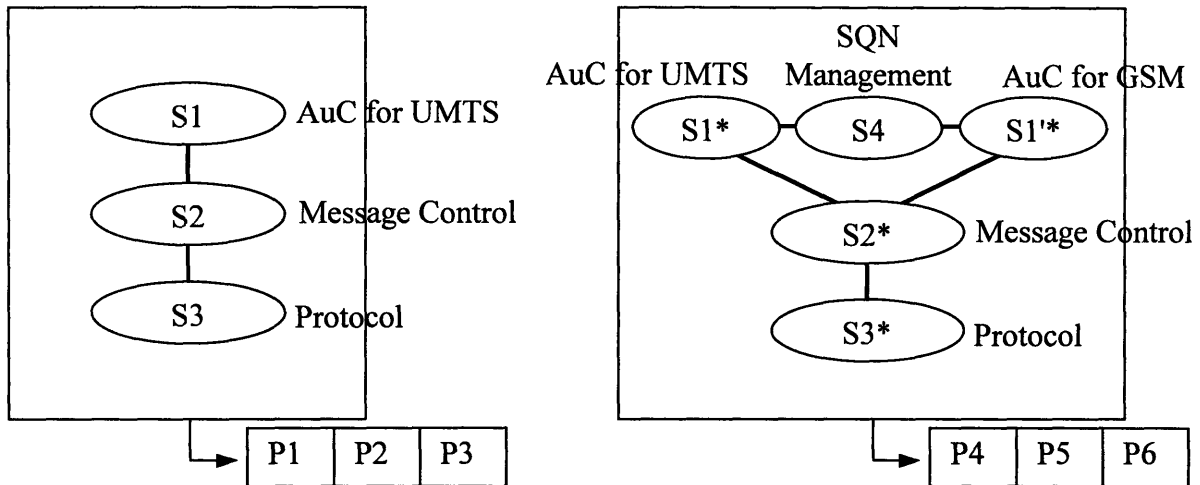 S1 AuC for UMTS
S2 Message Control
S3 Protocol
P1 P2 P3
SQN
AuC for UMTS Management AuC for GSM
S1* S4 S1'*
S2* Message Control
S3* Protocol
P4 P5 P6